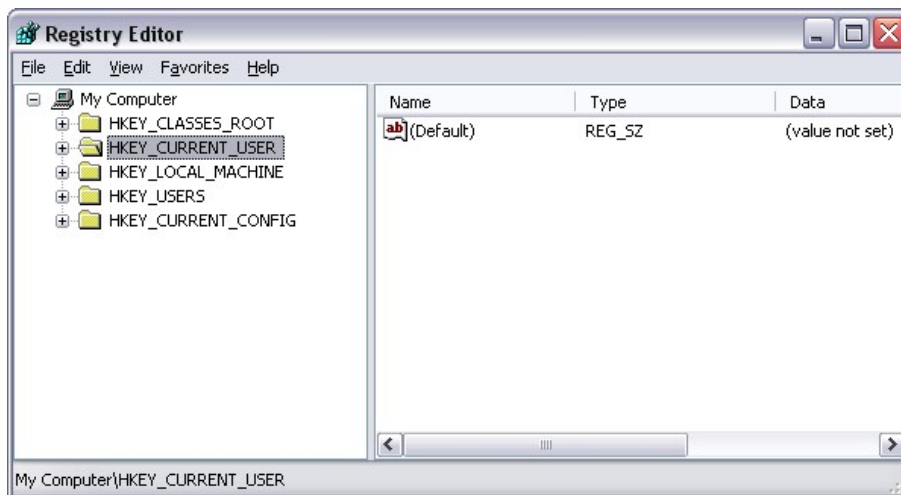 Registry Editor
File Edit View Favorites Help
My Computer
HKEY_CLASSES_ROOT
HKEY_CURRENT_USER
HKEY_LOCAL_MACHINE
HKEY_USERS
HKEY_CURRENT_CONFIG
Name Type Data
ab (Default) REG_SZ (value not set)
My Computer\HKEY_CURRENT_USER